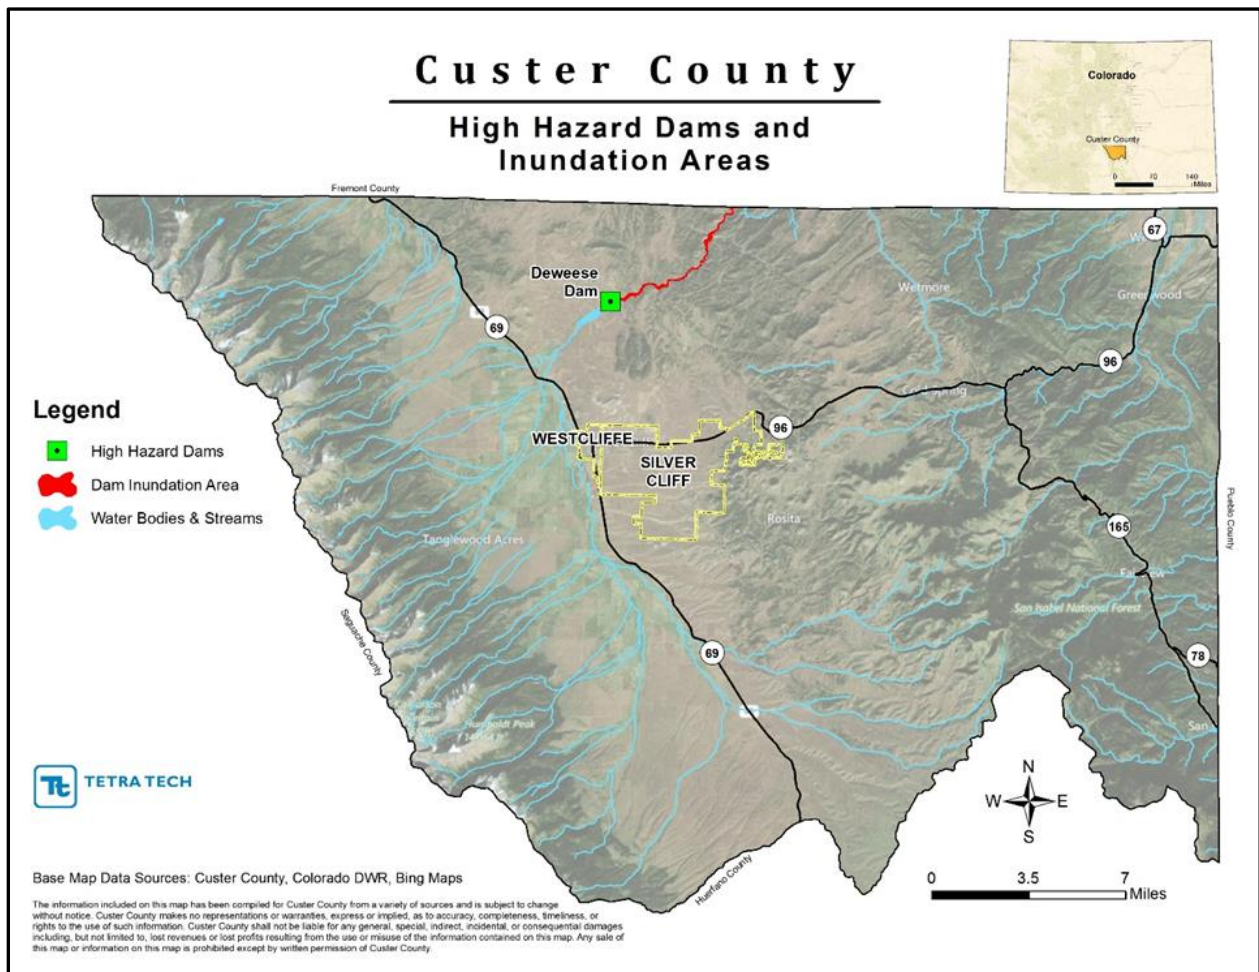 Custer County
High Hazard Dams and
Inundation Areas
Colorado
Custer County
0 70 140
Miles
Fremont County
67
Deweese
Dam
Wetmore
Greenwood
69
96
Legend
High Hazard Dams
Dam Inundation Area
Water Bodies & Streams
WESTCLIFFE
96
SILVER
CLIFF
Rosita
Pueblo County
165
Tanglewood Acres
San Isabel National Forest
Saguache County
69
78
Humboldt Peak
San
TETRA TECH
N
W E
S
Huerfano County
0 3.5 7
Miles
Base Map Data Sources: Custer County, Colorado DWR, Bing Maps
The information included on this map has been compiled for Custer County from a variety of sources and is subject to change
without notice. Custer County makes no representations or warranties, express or implied, as to accuracy, completeness, timeliness, or
rights to the use of such information. Custer County shall not be liable for any general, special, indirect, incidental, or consequential damages
including, but not limited to, lost revenues or lost profits resulting from the use or misuse of the information contained on this map. Any sale of
this map or information on this map is prohibited except by written permission of Custer County.